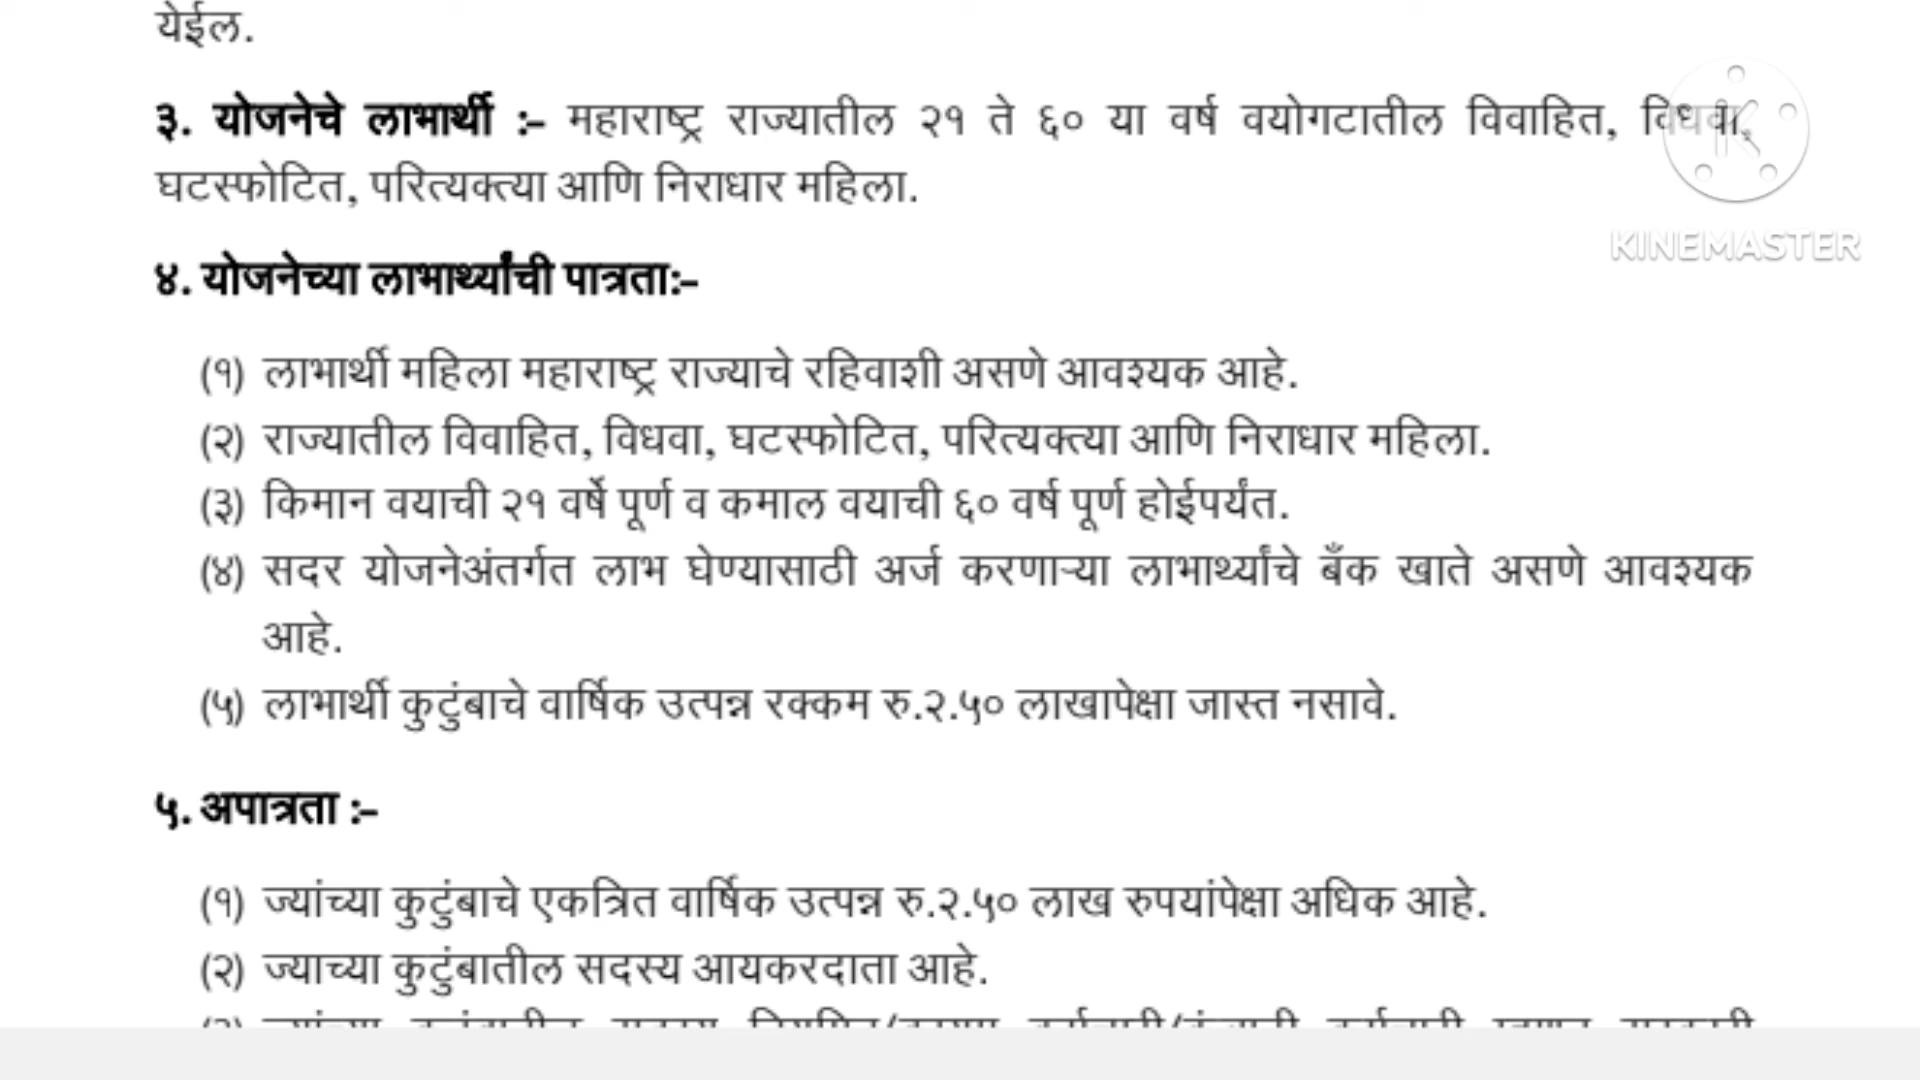 येईल.
३. योजनेचे लाभार्थी :- महाराष्ट्र राज्यातील २१ ते ६० या वर्ष वयोगटातील विवाहित, विधवा,
घटस्फोटित, परित्यक्त्या आणि निराधार महिला.
KINEMASTER
४. योजनेच्या लाभार्थ्यांची पात्रता:-
(१) लाभार्थी महिला महाराष्ट्र राज्याचे रहिवाशी असणे आवश्यक आहे.
(२) राज्यातील विवाहित, विधवा, घटस्फोटित, परित्यक्त्या आणि निराधार महिला.
(३) किमान वयाची २१ वर्षे पूर्ण व कमाल वयाची ६० वर्ष पूर्ण होईपर्यंत.
(४) सदर योजनेअंतर्गत लाभ घेण्यासाठी अर्ज करणाऱ्या लाभार्थ्यांचे बँक खाते असणे आवश्यक
आहे.
(५) लाभार्थी कुटुंबाचे वार्षिक उत्पन्न रक्कम रु.२.५० लाखापेक्षा जास्त नसावे.
५. अपात्रता :-
(१) ज्यांच्या कुटुंबाचे एकत्रित वार्षिक उत्पन्न रु.२.५० लाख रुपयांपेक्षा अधिक आहे.
(२) ज्याच्या कुटुंबातील सदस्य आयकरदाता आहे.